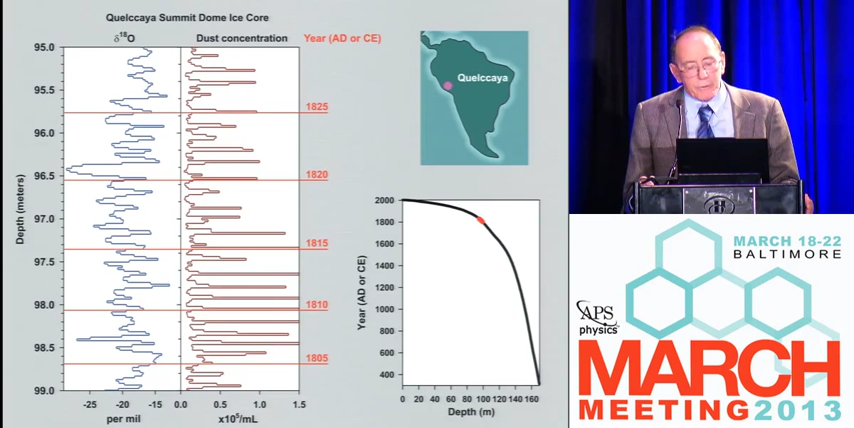 Quelccaya Summit Dome Ice Core
δ18O
Dust concentration
Year (AD or CE)
95.0
95.5
96.0
96.5
97.0
97.5
98.0
98.5
99.0
Depth (meters)
1825
1820
1815
1810
1805
-25 -20 -15 0.0 0.5 1.0 1.5
per mil
x10⁵/mL
Quelccaya
2000
1800
1600
1400
1200
1000
800
600
400
Year (AD or CE)
0 20 40 60 80 100 120 140 160
Depth (m)
MARCH 18-22
BALTIMORE
APS
physics
MARCH
MEETING2013